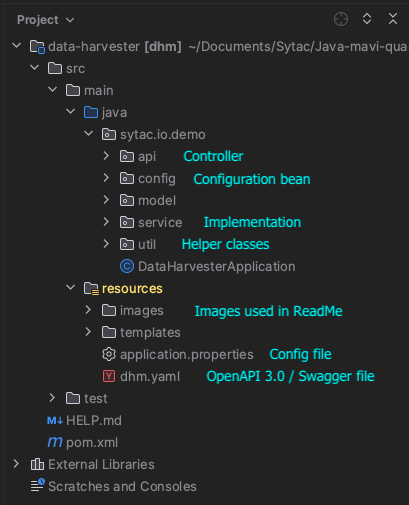 Project
data-harvester [dhm] ~/Documents/Sytac/Java-mavi-qua
src
main
java
sytac.io.demo
api Controller
config Configuration bean
model
service Implementation
util Helper classes
C DataHarvesterApplication
resources
images Images used in ReadMe
templates
application.properties Config file
Y dhm.yaml OpenAPI 3.0 / Swagger file
test
M↓ HELP.md
m pom.xml
External Libraries
Scratches and Consoles